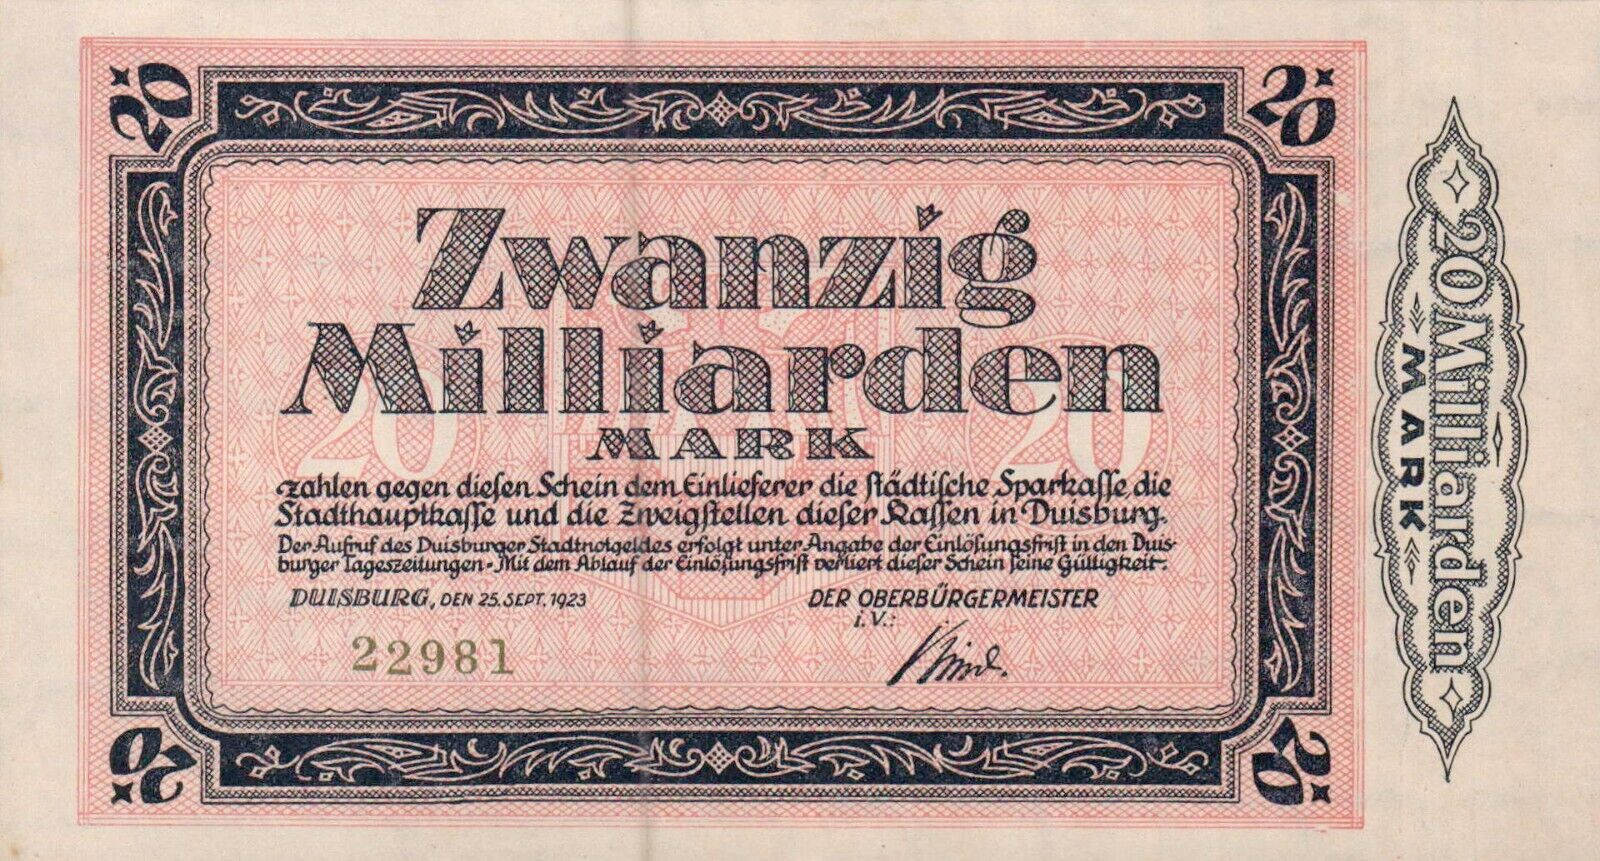 20
20
Zwanzig
Milliarden
MARK
20
20
zahlen gegen dieſen Schein dem Einlieferer die ſtädtiſche Sparkaſſe, die
Stadthauptkaſſe und die Zweigſtellen dieſer Kaſſen in Duisburg.
Der Aufruf des Duisburger Stadtnotgeldes erfolgt unter Angabe der Einlöſungsfriſt in den Duis-
burger Tageszeitungen - Mit dem Ablauf der Einlöſungsfriſt verliert dieſer Schein ſeine Gültigkeit.
DUISBURG, DEN 25. SEPT. 1923
DER OBERBÜRGERMEISTER
i. V.:
22981
20
20
20 Milliarden
MARK